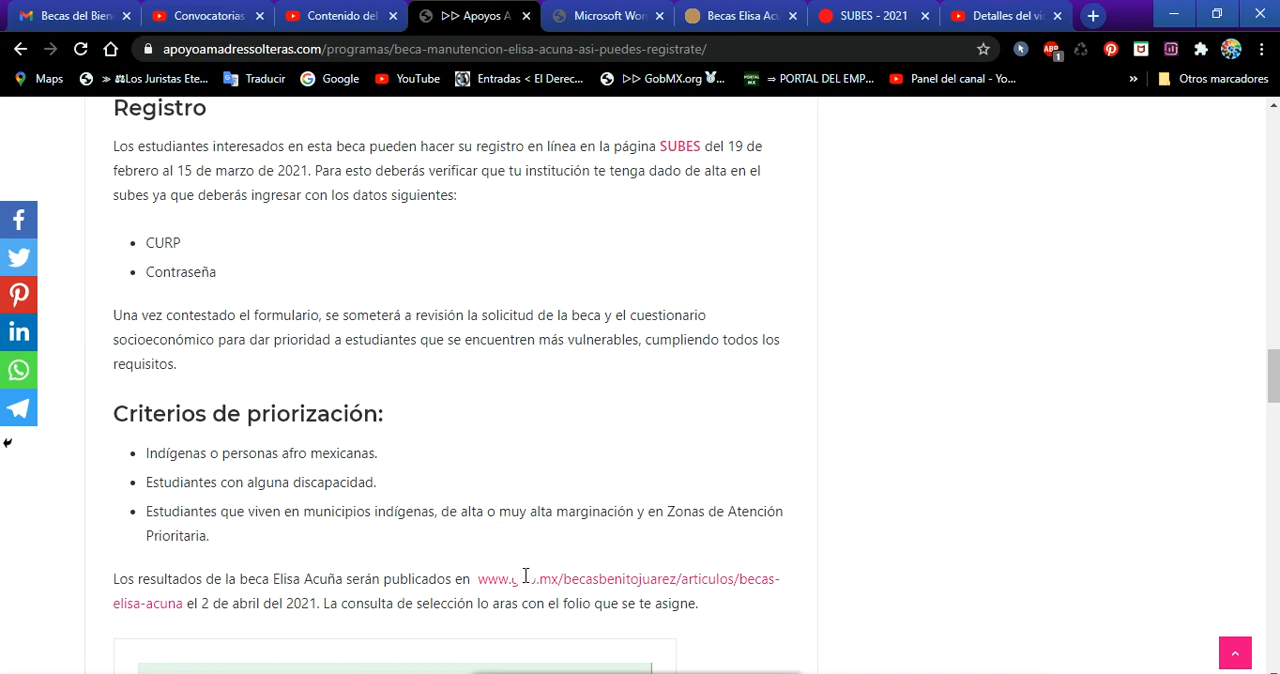 Becas del Bien
Convocatorias
Contenido del
▷▷ Apoyos A
Microsoft Wor
Becas Elisa Acu
SUBES - 2021
Detalles del vi
apoyoamadressolteras.com/programas/beca-manutencion-elisa-acuna-asi-puedes-registrate/
ABP
1
Maps
» ⚖Los Juristas Ete...
Traducir
Google
YouTube
Entradas < El Derec...
▷▷ GobMX.org 🐰...
PORTAL MX
⇒ PORTAL DEL EMP...
Panel del canal - Yo...
»
Otros marcadores
Registro
Los estudiantes interesados en esta beca pueden hacer su registro en línea en la página SUBES del 19 de
febrero al 15 de marzo de 2021. Para esto deberás verificar que tu institución te tenga dado de alta en el
subes ya que deberás ingresar con los datos siguientes:
• CURP
• Contraseña
Una vez contestado el formulario, se someterá a revisión la solicitud de la beca y el cuestionario
socioeconómico para dar prioridad a estudiantes que se encuentren más vulnerables, cumpliendo todos los
requisitos.
Criterios de priorización:
• Indígenas o personas afro mexicanas.
• Estudiantes con alguna discapacidad.
• Estudiantes que viven en municipios indígenas, de alta o muy alta marginación y en Zonas de Atención
Prioritaria.
Los resultados de la beca Elisa Acuña serán publicados en www.gob.mx/becasbenitojuarez/articulos/becas-
elisa-acuna el 2 de abril del 2021. La consulta de selección lo aras con el folio que se te asigne.